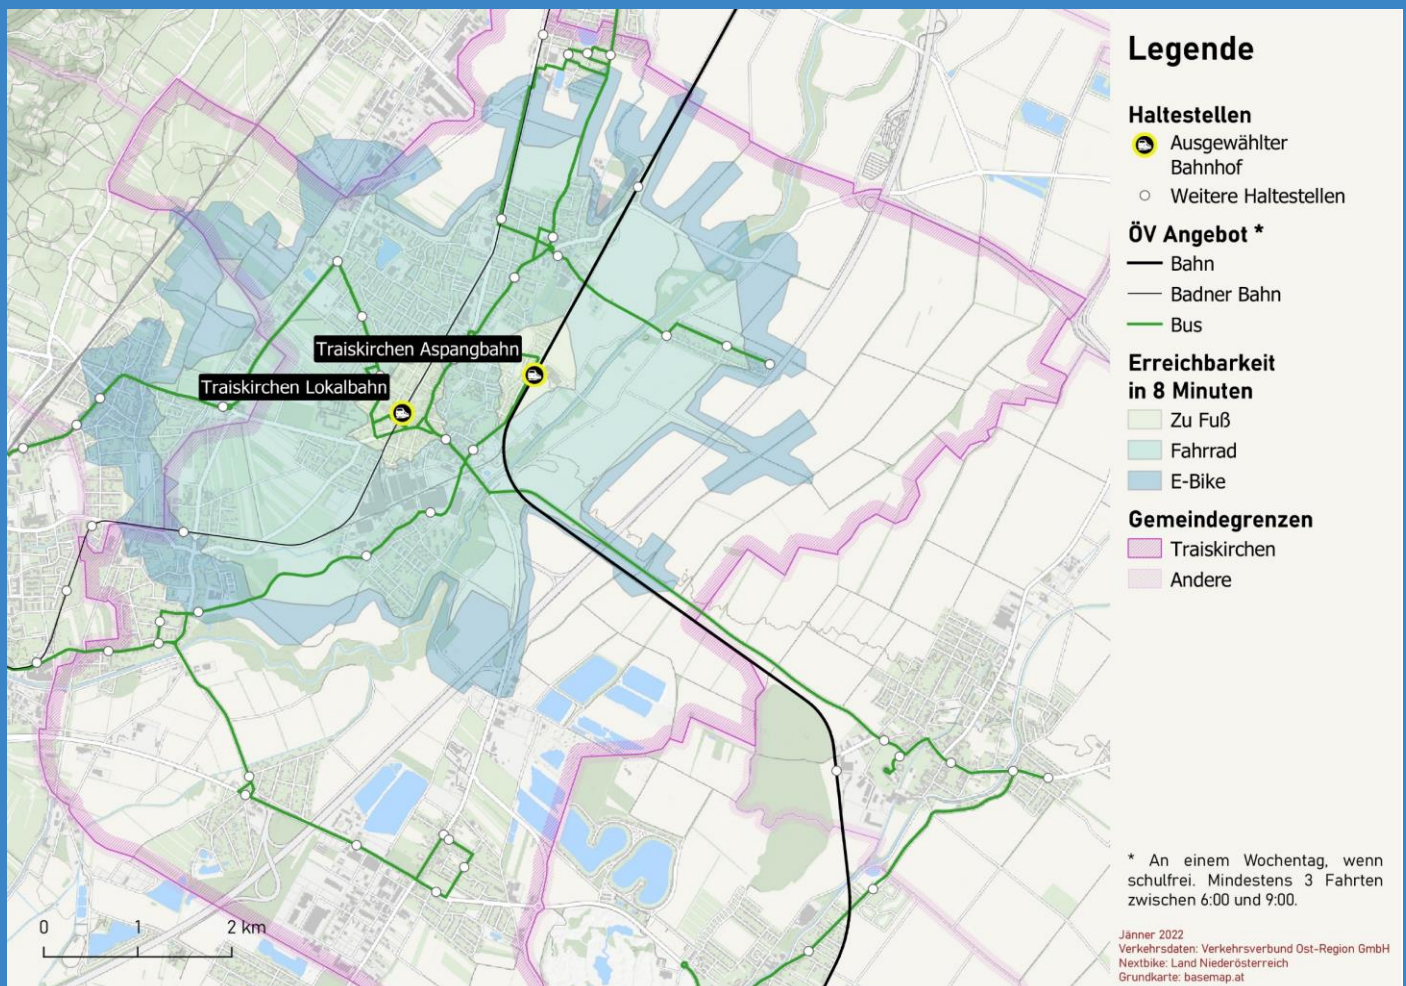 Traiskirchen Aspangbahn
Traiskirchen Lokalbahn
0 1 2 km
Legende
Haltestellen
Ausgewählter
Bahnhof
Weitere Haltestellen
ÖV Angebot *
Bahn
Badner Bahn
Bus
Erreichbarkeit
in 8 Minuten
Zu Fuß
Fahrrad
E-Bike
Gemeindegrenzen
Traiskirchen
Andere
* An einem Wochentag, wenn
schulfrei. Mindestens 3 Fahrten
zwischen 6:00 und 9:00.
Jänner 2022
Verkehrsdaten: Verkehrsverbund Ost-Region GmbH
Nextbike: Land Niederösterreich
Grundkarte: basemap.at